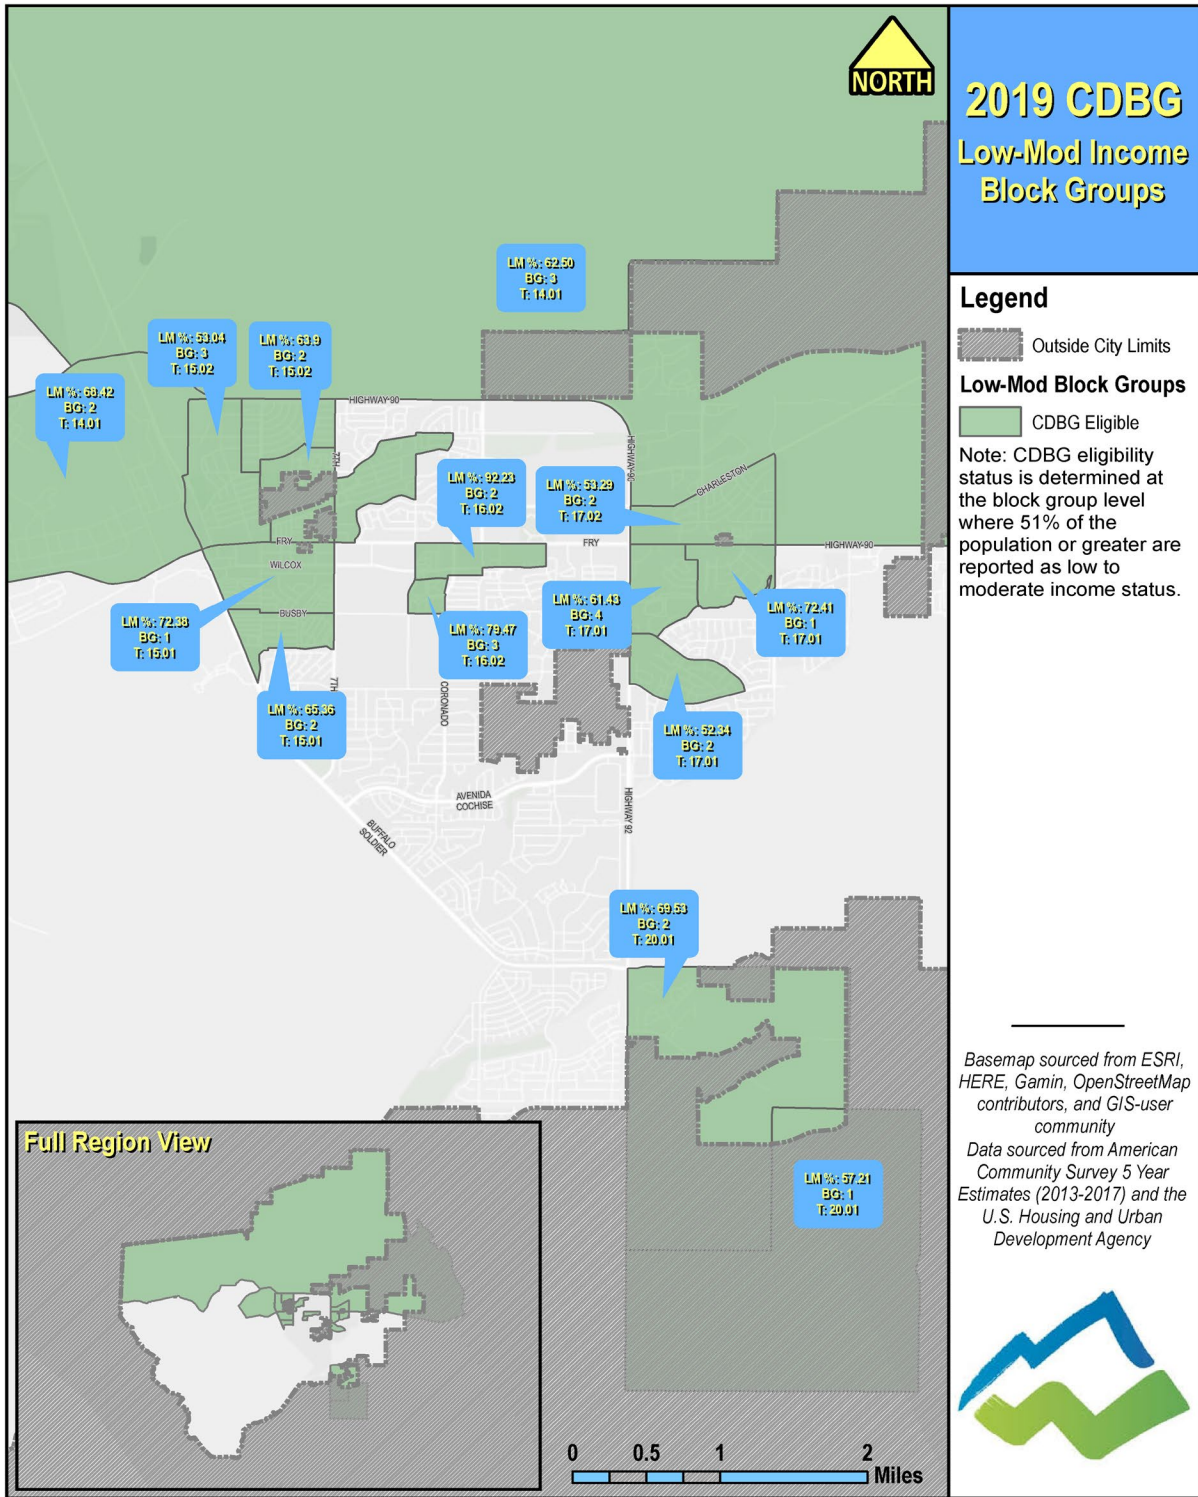 NORTH
2019 CDBG
Low-Mod Income
Block Groups
Legend
Outside City Limits
Low-Mod Block Groups
CDBG Eligible
Note: CDBG eligibility
status is determined at
the block group level
where 51% of the
population or greater are
reported as low to
moderate income status.
LM %: 62.50
BG: 3
T: 14.01
LM %: 53.04
BG: 3
T: 15.02
LM %: 63.9
BG: 2
T: 15.02
LM %: 68.42
BG: 2
T: 14.01
HIGHWAY 90
7TH
HIGHWAY 90
CHARLESTON
LM %: 92.23
BG: 2
T: 16.02
LM %: 53.29
BG: 2
T: 17.02
FRY
FRY
HIGHWAY 90
WILCOX
BUSBY
LM %: 72.38
BG: 1
T: 15.01
LM %: 79.47
BG: 3
T: 16.02
LM %: 61.43
BG: 4
T: 17.01
LM %: 72.41
BG: 1
T: 17.01
7TH
CORONADO
LM %: 65.36
BG: 2
T: 15.01
LM %: 52.34
BG: 2
T: 17.01
AVENIDA
COCHISE
HIGHWAY 92
BUFFALO
SOLDIER
LM %: 69.53
BG: 2
T: 20.01
LM %: 57.21
BG: 1
T: 20.01
Full Region View
0 0.5 1 2
Miles
Basemap sourced from ESRI,
HERE, Gamin, OpenStreetMap
contributors, and GIS-user
community
Data sourced from American
Community Survey 5 Year
Estimates (2013-2017) and the
U.S. Housing and Urban
Development Agency